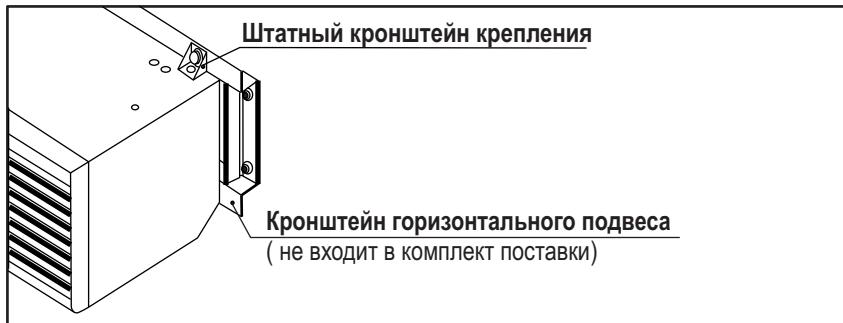 Штатный кронштейн крепления
Кронштейн горизонтального подвеса
( не входит в комплект поставки)